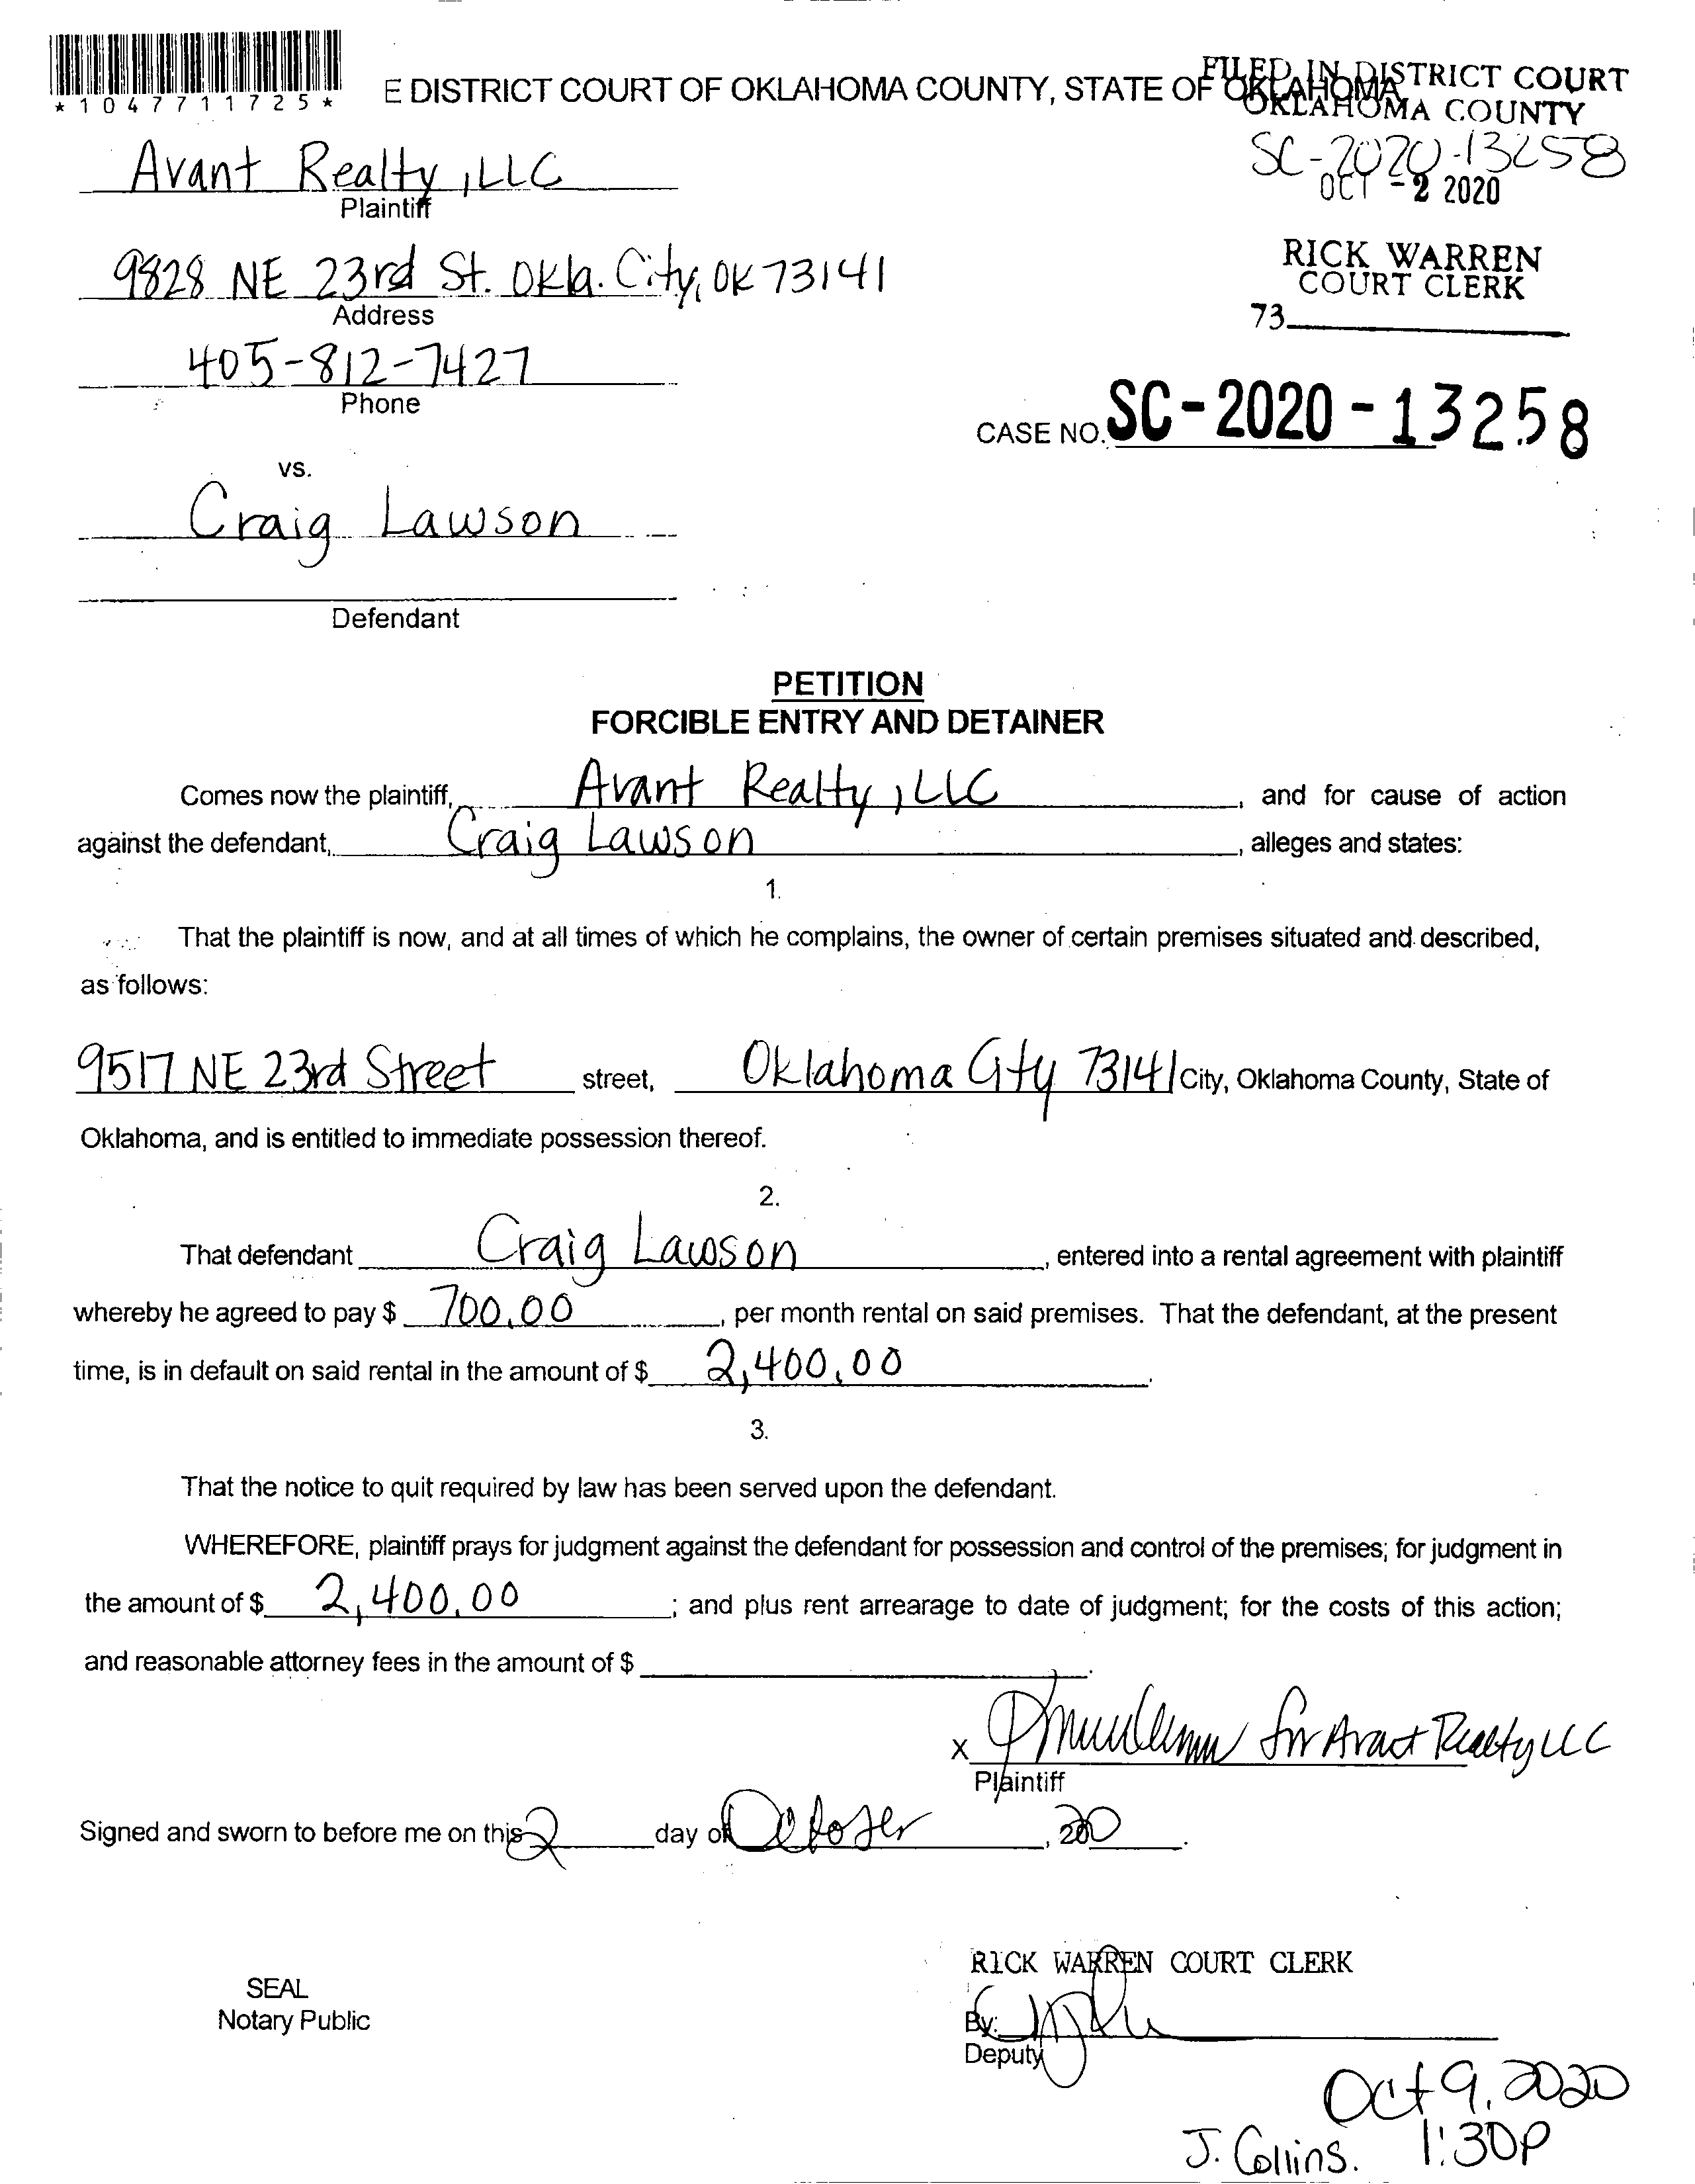 *1047711725*
E DISTRICT COURT OF OKLAHOMA COUNTY, STATE OF OKLAHOMA
FILED IN DISTRICT COURT
OKLAHOMA COUNTY
SC-2020-13258
OCT -2 2020
RICK WARREN
COURT CLERK
73
Avant Realty, LLC
Plaintiff
9828 NE 23rd St. Okla. City, OK 73141
Address
405-812-7427
Phone
CASE NO. SC-2020-13258
vs.
Craig Lawson
Defendant
PETITION
FORCIBLE ENTRY AND DETAINER
Comes now the plaintiff, Avant Realty, LLC, and for cause of action
against the defendant, Craig Lawson, alleges and states:
1.
That the plaintiff is now, and at all times of which he complains, the owner of certain premises situated and described,
as follows:
9517 NE 23rd Street street, Oklahoma City 73141 City, Oklahoma County, State of
Oklahoma, and is entitled to immediate possession thereof.
2.
That defendant Craig Lawson, entered into a rental agreement with plaintiff
whereby he agreed to pay $ 700.00, per month rental on said premises. That the defendant, at the present
time, is in default on said rental in the amount of $ 2,400.00.
3.
That the notice to quit required by law has been served upon the defendant.
WHEREFORE, plaintiff prays for judgment against the defendant for possession and control of the premises; for judgment in
the amount of $ 2,400.00; and plus rent arrearage to date of judgment; for the costs of this action;
and reasonable attorney fees in the amount of $
x for Avant Realty LLC
Plaintiff
Signed and sworn to before me on this 2 day of October, 2020.
RICK WARREN COURT CLERK
SEAL
Notary Public
By:
Deputy
Oct 9, 2020
J. Collins. 1:30p